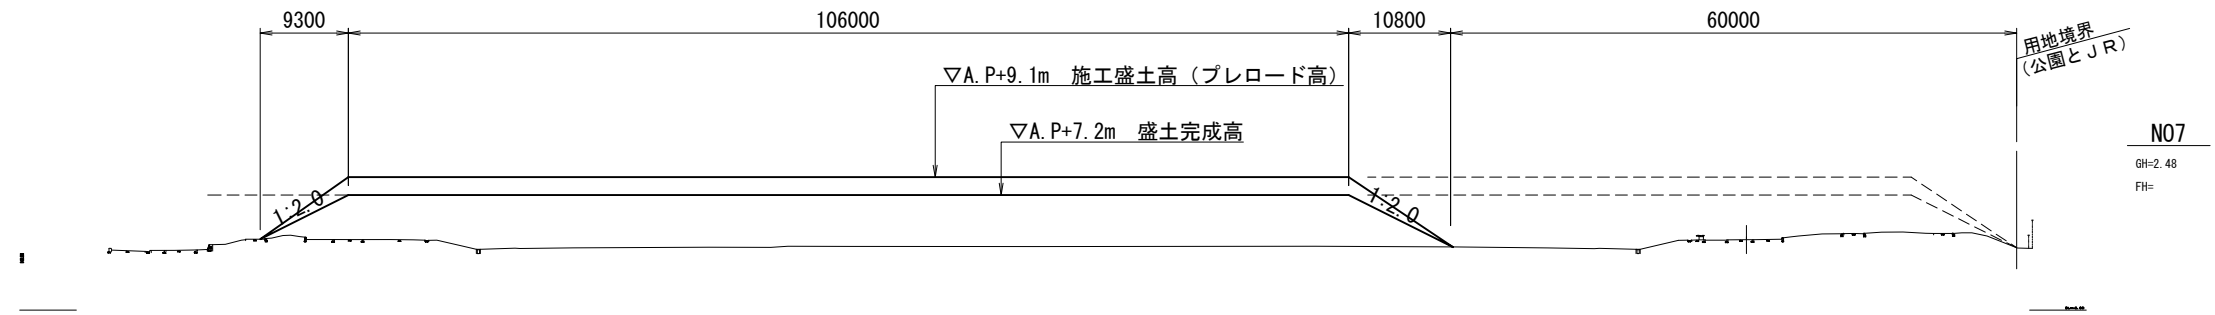 9300
106000
10800
60000
用地境界
(公園とJR)
▽A.P+9.1m 施工盛土高（プレロード高）
▽A.P+7.2m 盛土完成高
NO7
GH=2.48
FH=
1:2.0
1:2.0